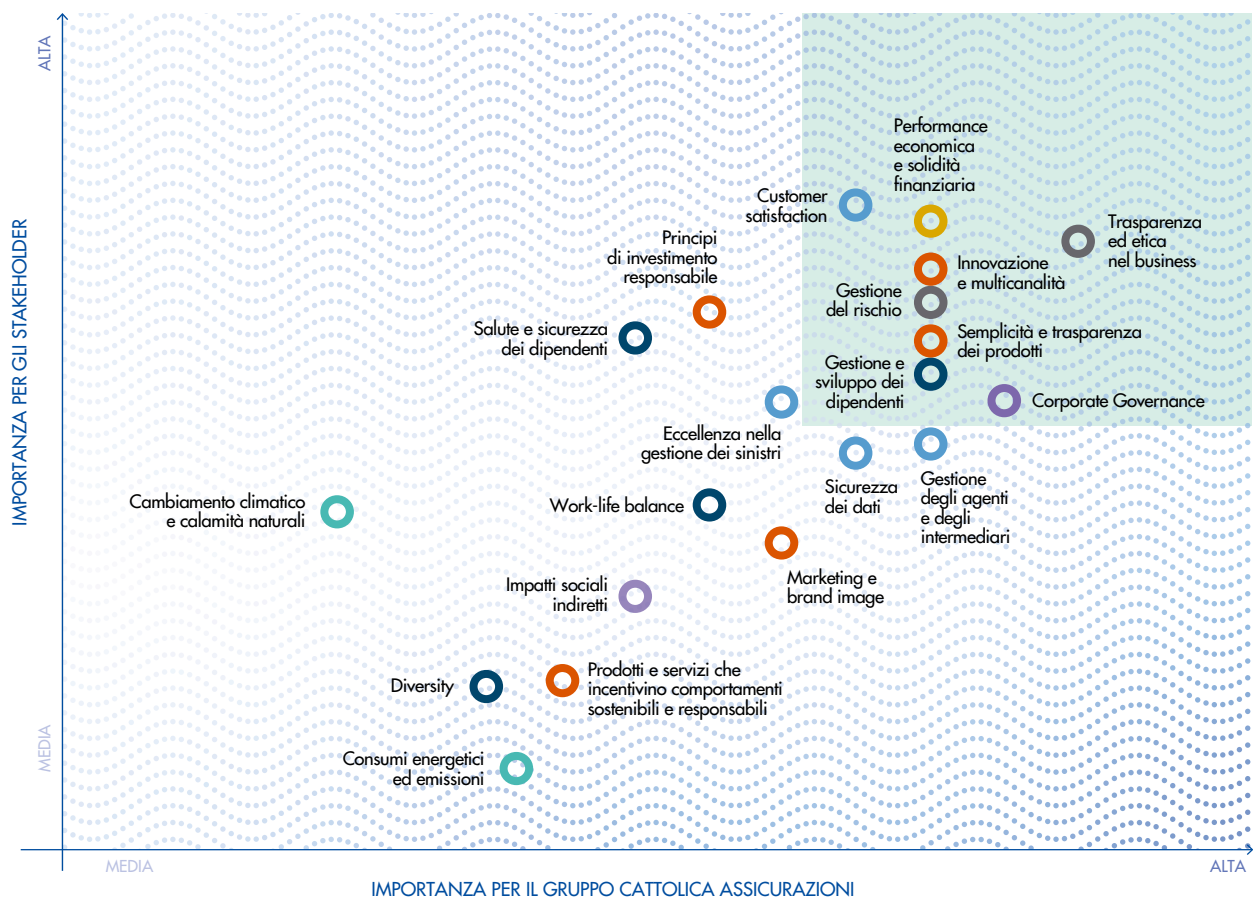 ALTA
IMPORTANZA PER GLI STAKEHOLDER
MEDIA
Performance
economica
e solidità
finanziaria
Customer
satisfaction
Trasparenza
ed etica
nel business
Principi
di investimento
responsabile
Innovazione
e multicanalità
Gestione
del rischio
Salute e sicurezza
dei dipendenti
Semplicità e trasparenza
dei prodotti
Gestione e
sviluppo dei
dipendenti
Corporate Governance
Eccellenza nella
gestione dei sinistri
Sicurezza
dei dati
Gestione
degli agenti
e degli
intermediari
Cambiamento climatico
e calamità naturali
Work-life balance
Marketing e
brand image
Impatti sociali
indiretti
Diversity
Prodotti e servizi che
incentivino comportamenti
sostenibili e responsabili
Consumi energetici
ed emissioni
MEDIA
ALTA
IMPORTANZA PER IL GRUPPO CATTOLICA ASSICURAZIONI